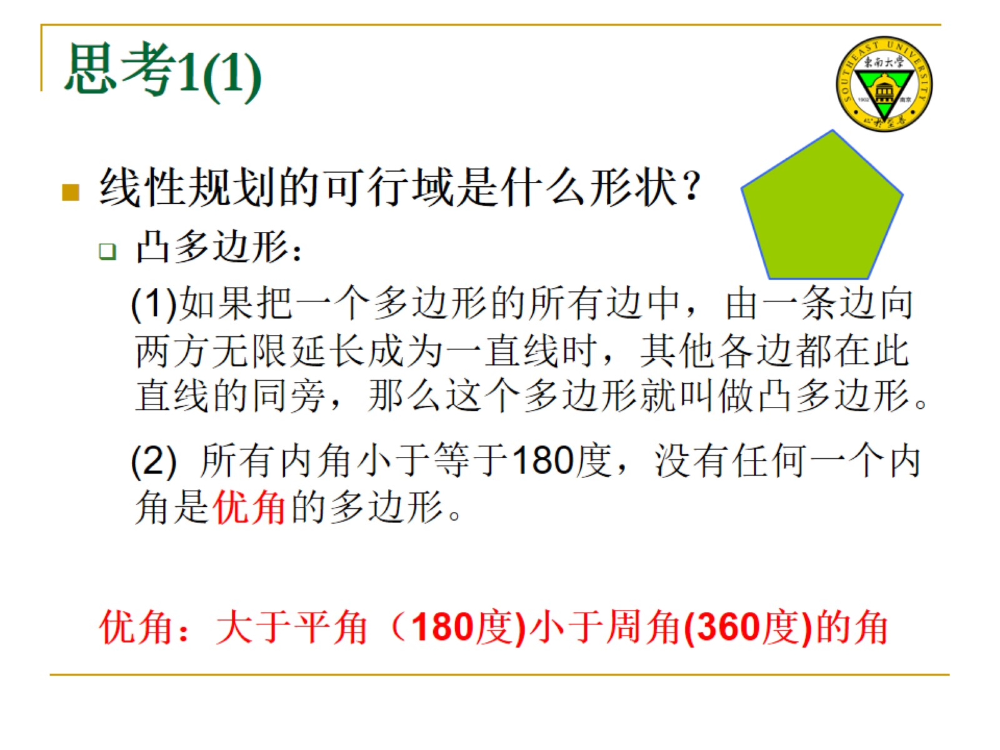 思考1(1)
SOUTHEAST UNIVERSITY
東南大學
1902 南京
线性规划的可行域是什么形状？
凸多边形：
(1)如果把一个多边形的所有边中，由一条边向
两方无限延长成为一直线时，其他各边都在此
直线的同旁，那么这个多边形就叫做凸多边形。
(2) 所有内角小于等于180度，没有任何一个内
角是优角的多边形。
优角：大于平角（180度)小于周角(360度)的角